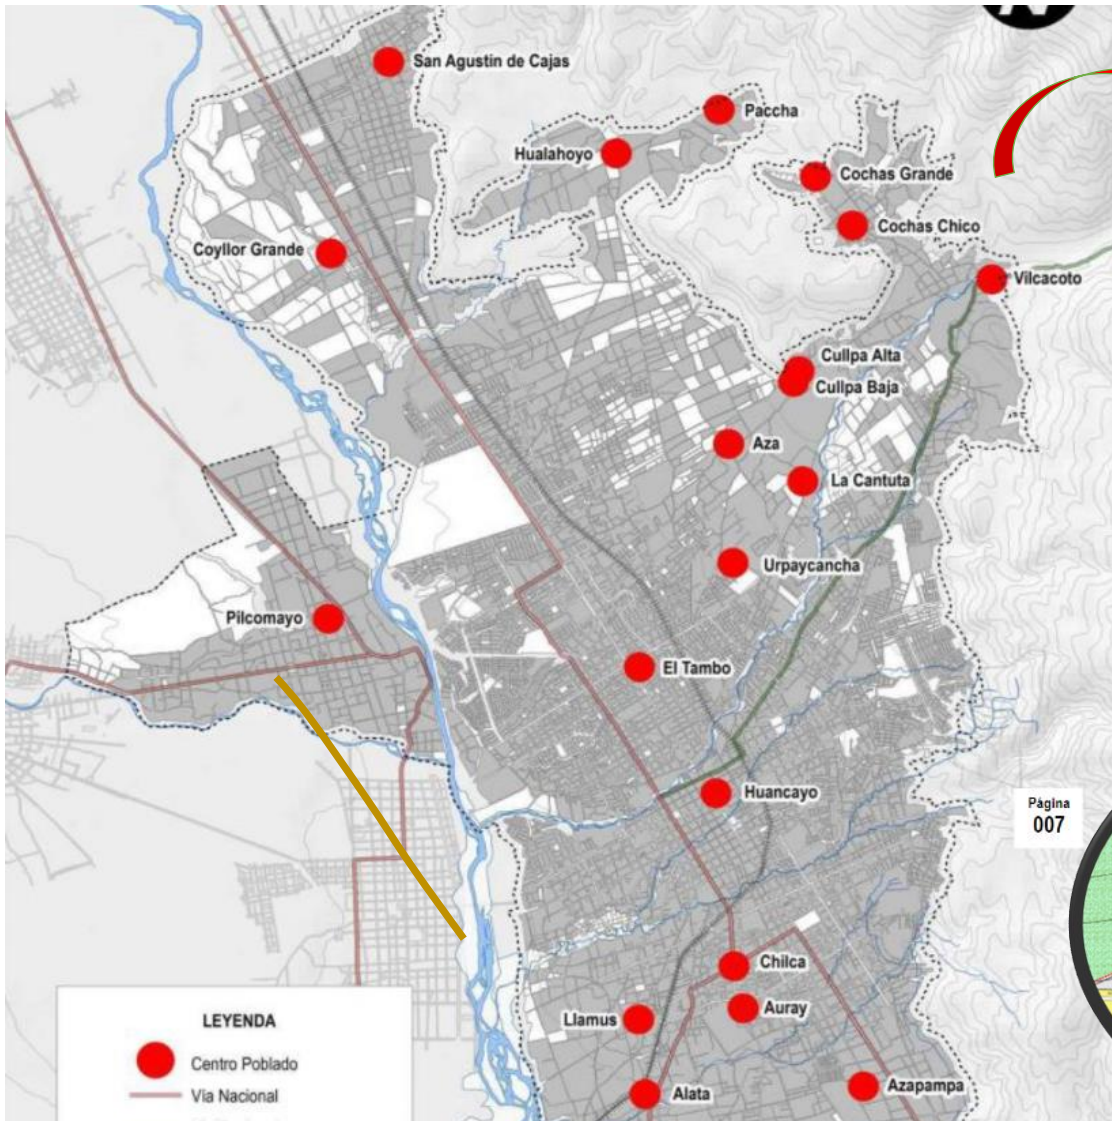 San Agustín de Cajas
Paccha
Hualahoyo
Cochas Grande
Cochas Chico
Coyllor Grande
Vilcacoto
Cullpa Alta
Cullpa Baja
Aza
La Cantuta
Urpaycancha
Pilcomayo
El Tambo
Huancayo
Página
007
Chilca
Auray
Llamus
Azapampa
Alata
LEYENDA
Centro Poblado
Vía Nacional